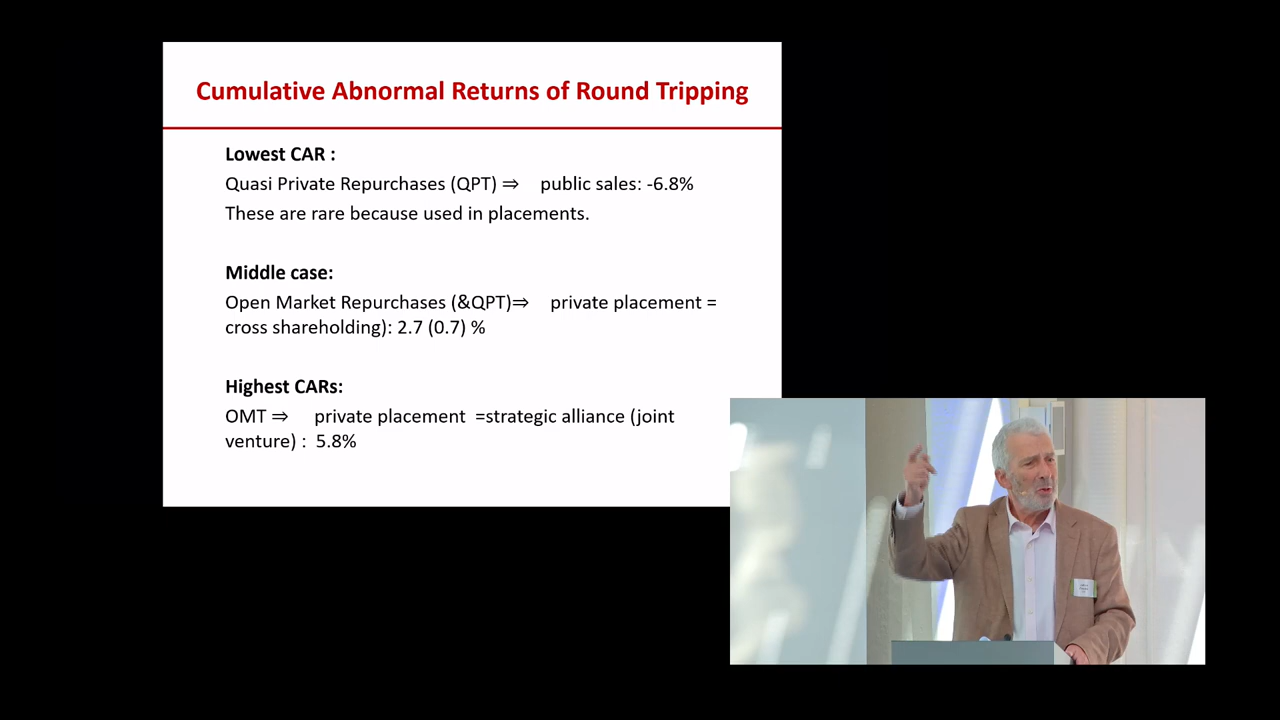 Cumulative Abnormal Returns of Round Tripping
Lowest CAR :
Quasi Private Repurchases (QPT) ⇒ public sales: -6.8%
These are rare because used in placements.
Middle case:
Open Market Repurchases (&QPT)⇒ private placement =
cross shareholding): 2.7 (0.7) %
Highest CARs:
OMT ⇒ private placement =strategic alliance (joint
venture) : 5.8%